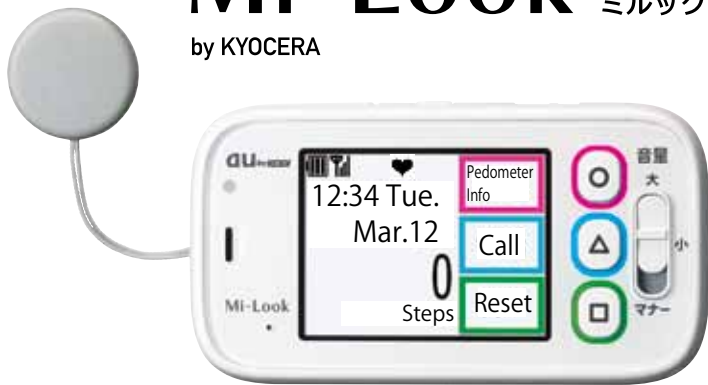 Mi-Look ミルック
by KYOCERA
au
12:34 Tue.
Mar.12
0
Steps
Pedometer
Info
Call
Reset
Mi-Look
音量
大
小
マナー